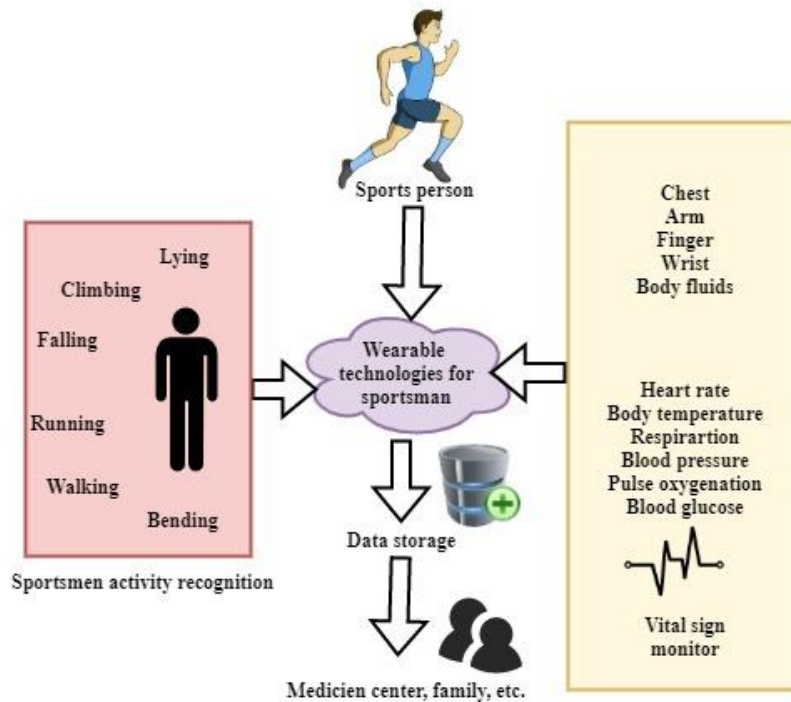 Sports person
Lying
Climbing
Falling
Running
Walking
Bending
Sportsmen activity recognition
Wearable
technologies for
sportsman
Data storage
Medicien center, family, etc.
Chest
Arm
Finger
Wrist
Body fluids
Heart rate
Body temperature
Respirartion
Blood pressure
Pulse oxygenation
Blood glucose
Vital sign
monitor